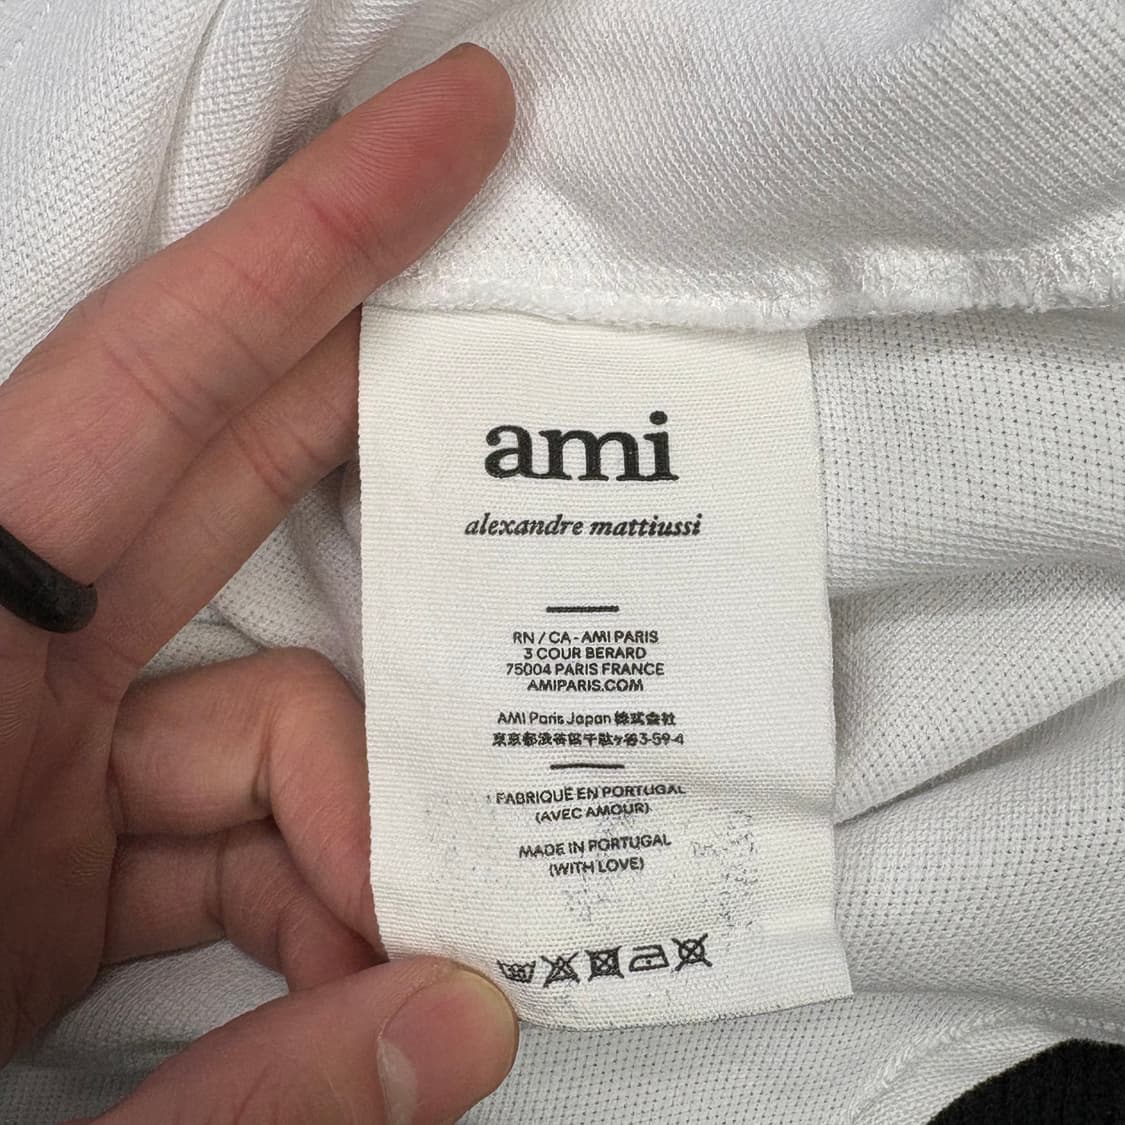 ami
alexandre mattiussi
RN / CA - AMI PARIS
3 COUR BERARD
75004 PARIS FRANCE
AMIPARIS.COM
AMI Paris Japan 株式会社
東京都渋谷区千駄ヶ谷3-59-4
FABRIQUÉ EN PORTUGAL
(AVEC AMOUR)
MADE IN PORTUGAL
(WITH LOVE)